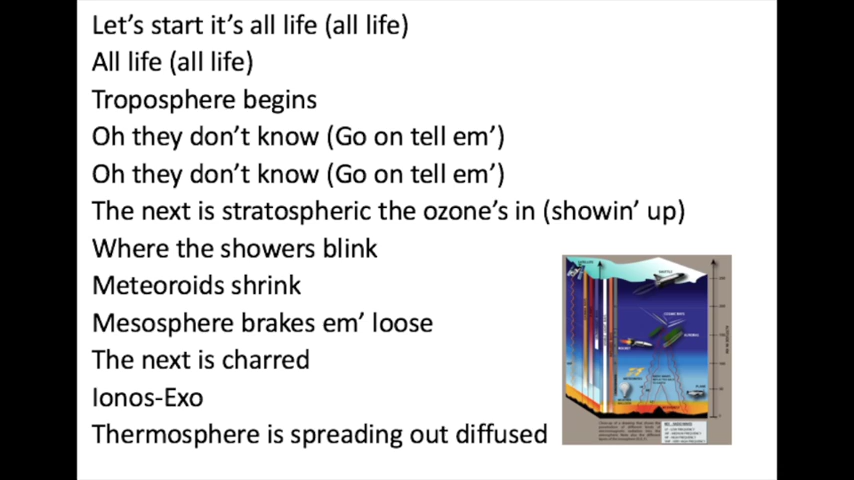 Let’s start it’s all life (all life)
All life (all life)
Troposphere begins
Oh they don’t know (Go on tell em’)
Oh they don’t know (Go on tell em’)
The next is stratospheric the ozone’s in (showin’ up)
Where the showers blink
Meteoroids shrink
Mesosphere brakes em’ loose
The next is charred
Ionos-Exo
Thermosphere is spreading out diffused
SHUTTLE
ROCKET
PLANE